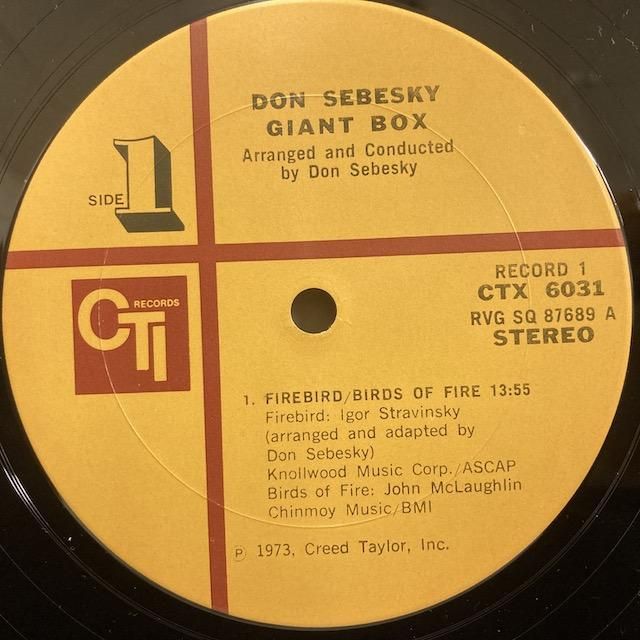 DON SEBESKY
GIANT BOX
Arranged and Conducted
by Don Sebesky
SIDE 1
CTI RECORDS
RECORD 1
CTX 6031
RVG SQ 87689 A
STEREO
1. FIREBIRD/BIRDS OF FIRE 13:55
Firebird: Igor Stravinsky
(arranged and adapted by
Don Sebesky)
Knollwood Music Corp./ASCAP
Birds of Fire: John McLaughlin
Chinmoy Music/BMI
℗ 1973, Creed Taylor, Inc.